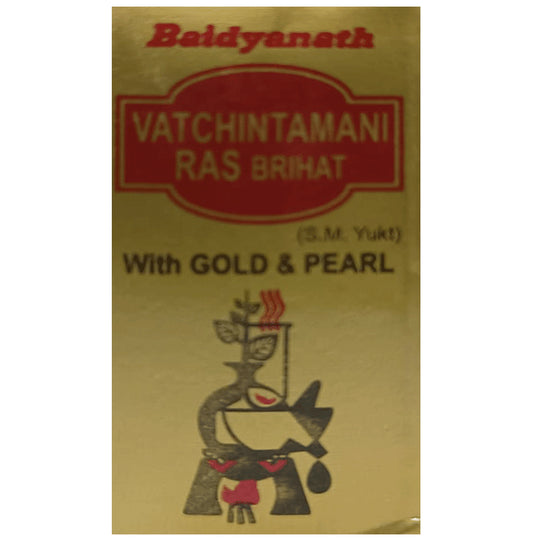 Baidyanath
VATCHINTAMANI
RAS BRIHAT
(S.M. Yukt)
With GOLD & PEARL